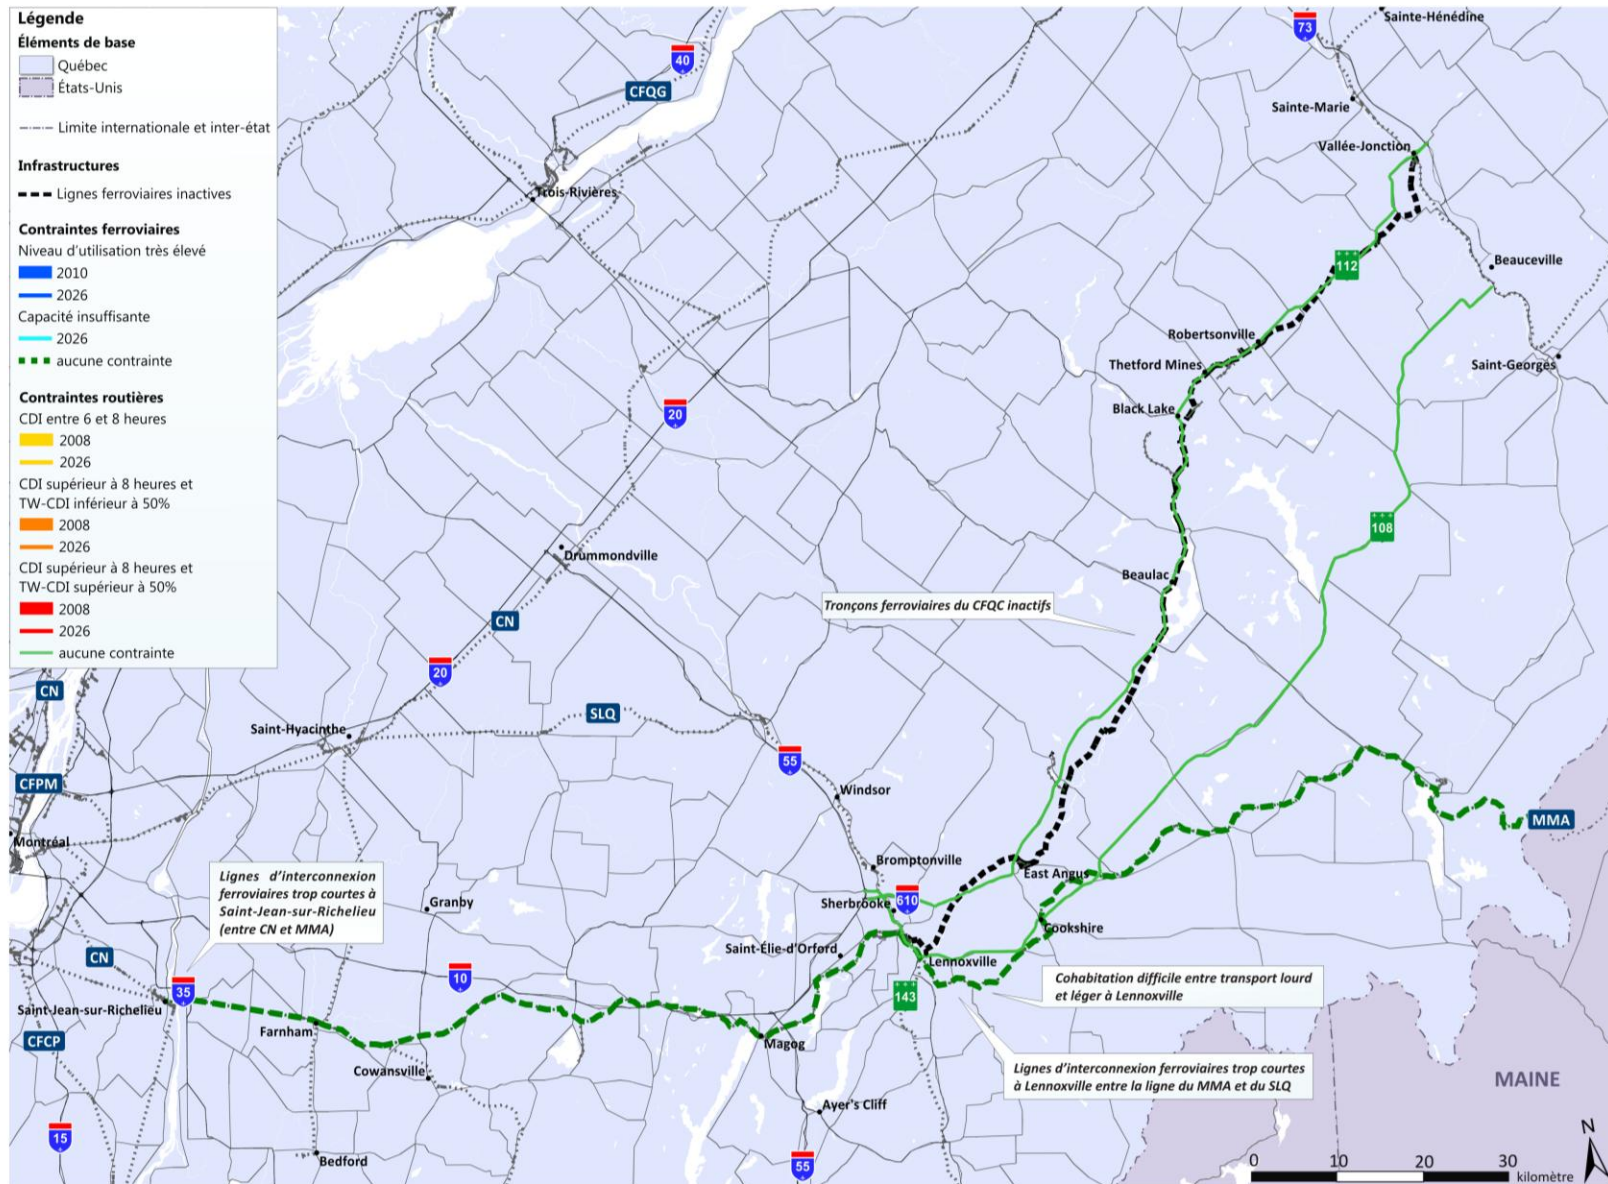 Légende
Éléments de base
Québec
États-Unis
Limite internationale et inter-état
Infrastructures
Lignes ferroviaires inactives
Contraintes ferroviaires
Niveau d'utilisation très élevé
2010
2026
Capacité insuffisante
2026
aucune contrainte
Contraintes routières
CDI entre 6 et 8 heures
2008
2026
CDI supérieur à 8 heures et
TW-CDI inférieur à 50%
2008
2026
CDI supérieur à 8 heures et
TW-CDI supérieur à 50%
2008
2026
aucune contrainte
Sainte-Hénédine
73
40
CFQG
Sainte-Marie
Vallée-Jonction
Trois-Rivières
Beauceville
112
Robertsonville
Thetford Mines
Saint-Georges
Black Lake
20
108
Drummondville
Beaulac
Tronçons ferroviaires du CFQC inactifs
CN
20
CN
SLQ
Saint-Hyacinthe
55
CFPM
Windsor
MMA
Montréal
Bromptonville
East Angus
Lignes d'interconnexion
ferroviaires trop courtes à
Saint-Jean-sur-Richelieu
(entre CN et MMA)
Granby
Sherbrooke
610
Cookshire
Saint-Élie-d'Orford
CN
Lennoxville
10
35
143
Cohabitation difficile entre transport lourd
et léger à Lennoxville
Saint-Jean-sur-Richelieu
Farnham
CFCP
Magog
Cowansville
Lignes d'interconnexion ferroviaires trop courtes
à Lennoxville entre la ligne du MMA et du SLQ
MAINE
Ayer's Cliff
15
Bedford
55
N
0 10 20 30
kilomètre